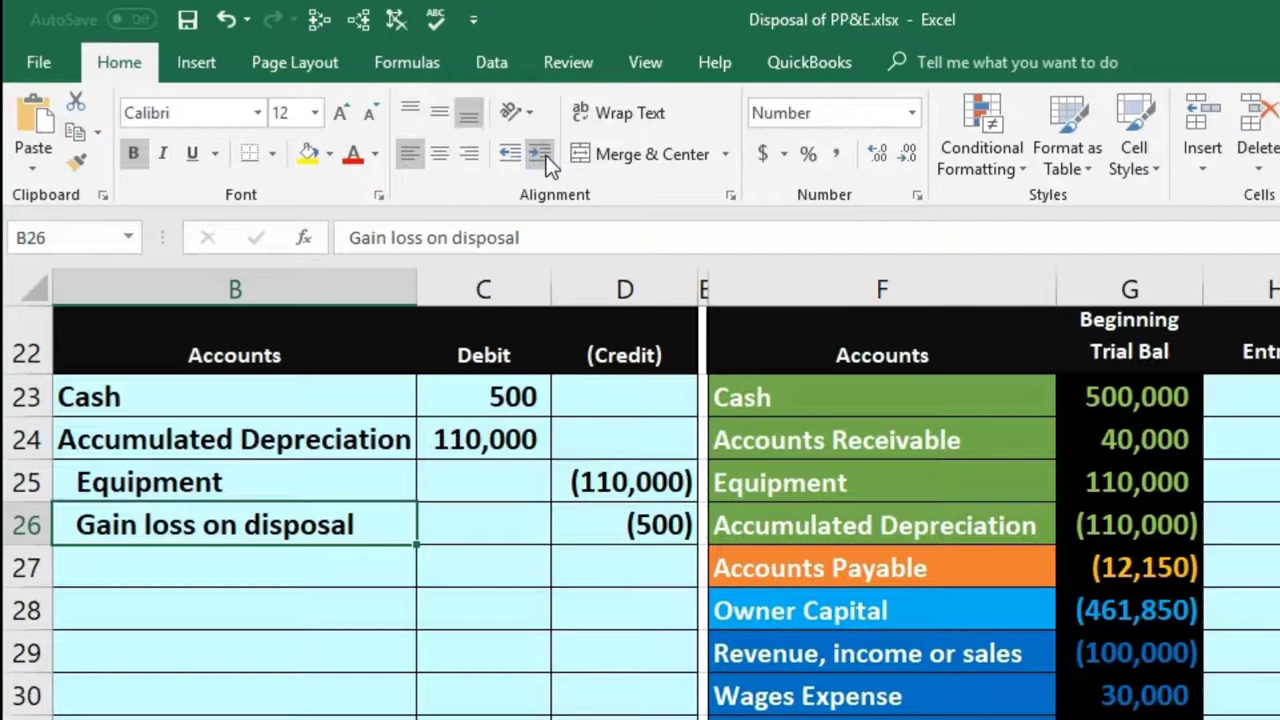 AutoSave Off ABC Disposal of PP&E.xlsx - Excel
File Home Insert Page Layout Formulas Data Review View Help QuickBooks Tell me what you want to do
Calibri 12 A A ab Wrap Text Number
Paste B I U A Merge & Center $ % , Conditional Formatting Format as Table Cell Styles Insert Delete
Clipboard Font Alignment Number Styles Cells
B26 fx Gain loss on disposal
B C D E F G H
22 Accounts Debit (Credit) Accounts Beginning Trial Bal Entr
23 Cash 500 Cash 500,000
24 Accumulated Depreciation 110,000 Accounts Receivable 40,000
25 Equipment (110,000) Equipment 110,000
26 Gain loss on disposal (500) Accumulated Depreciation (110,000)
27 Accounts Payable (12,150)
28 Owner Capital (461,850)
29 Revenue, income or sales (100,000)
30 Wages Expense 30,000